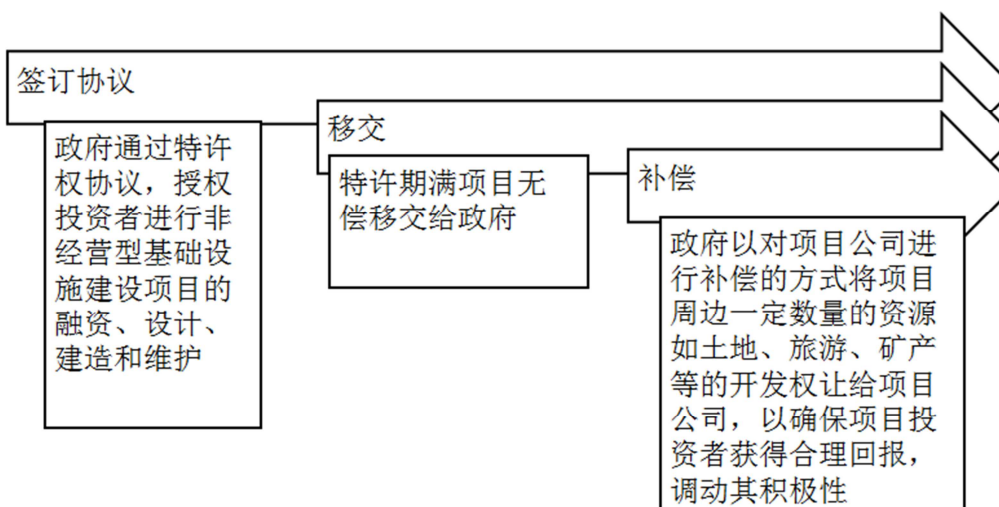 签订协议
政府通过特许
权协议，授权
投资者进行非
经营型基础设
施建设项目的
融资、设计、
建造和维护
移交
特许期满项目无
偿移交给政府
补偿
政府以对项目公司进
行补偿的方式将项目
周边一定数量的资源
如土地、旅游、矿产
等的开发权让给项目
公司，以确保项目投
资者获得合理回报，
调动其积极性